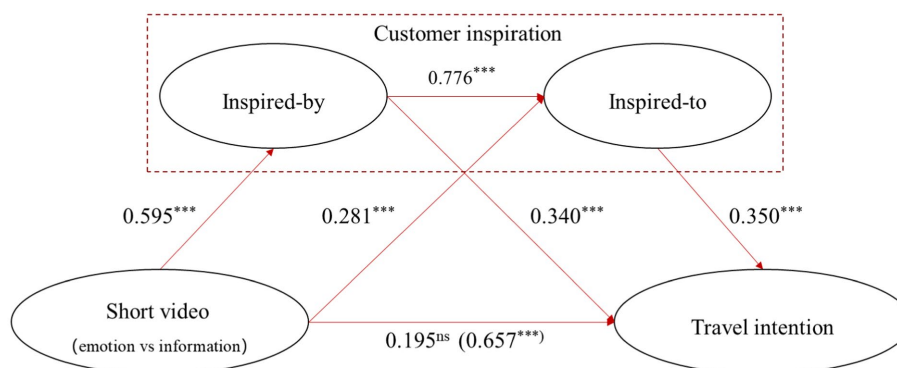 Customer inspiration
0.776***
Inspired-by
Inspired-to
0.595***
0.281***
0.340***
0.350***
Short video
(emotion vs information)
0.195ns (0.657***)
Travel intention